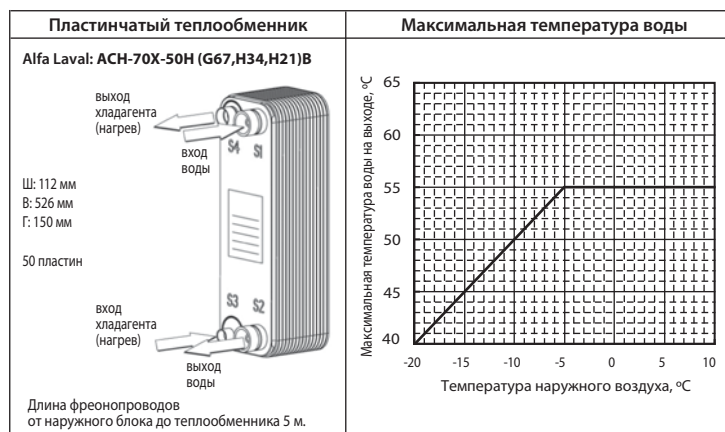 Пластинчатый теплообменник
Alfa Laval: ACH-70X-50H (G67,H34,H21)B
выход
хладагента
(нагрев)
вход
воды
S4 S1
Ш: 112 мм
В: 526 мм
Г: 150 мм
50 пластин
S3 S2
вход
хладагента
(нагрев)
выход
воды
Длина фреонопроводов
от наружного блока до теплообменника 5 м.
Максимальная температура воды
Максимальная температура воды на выходе, ºC
65
60
55
50
45
40
-20 -15 -10 -5 0 5 10
Температура наружного воздуха, ºC